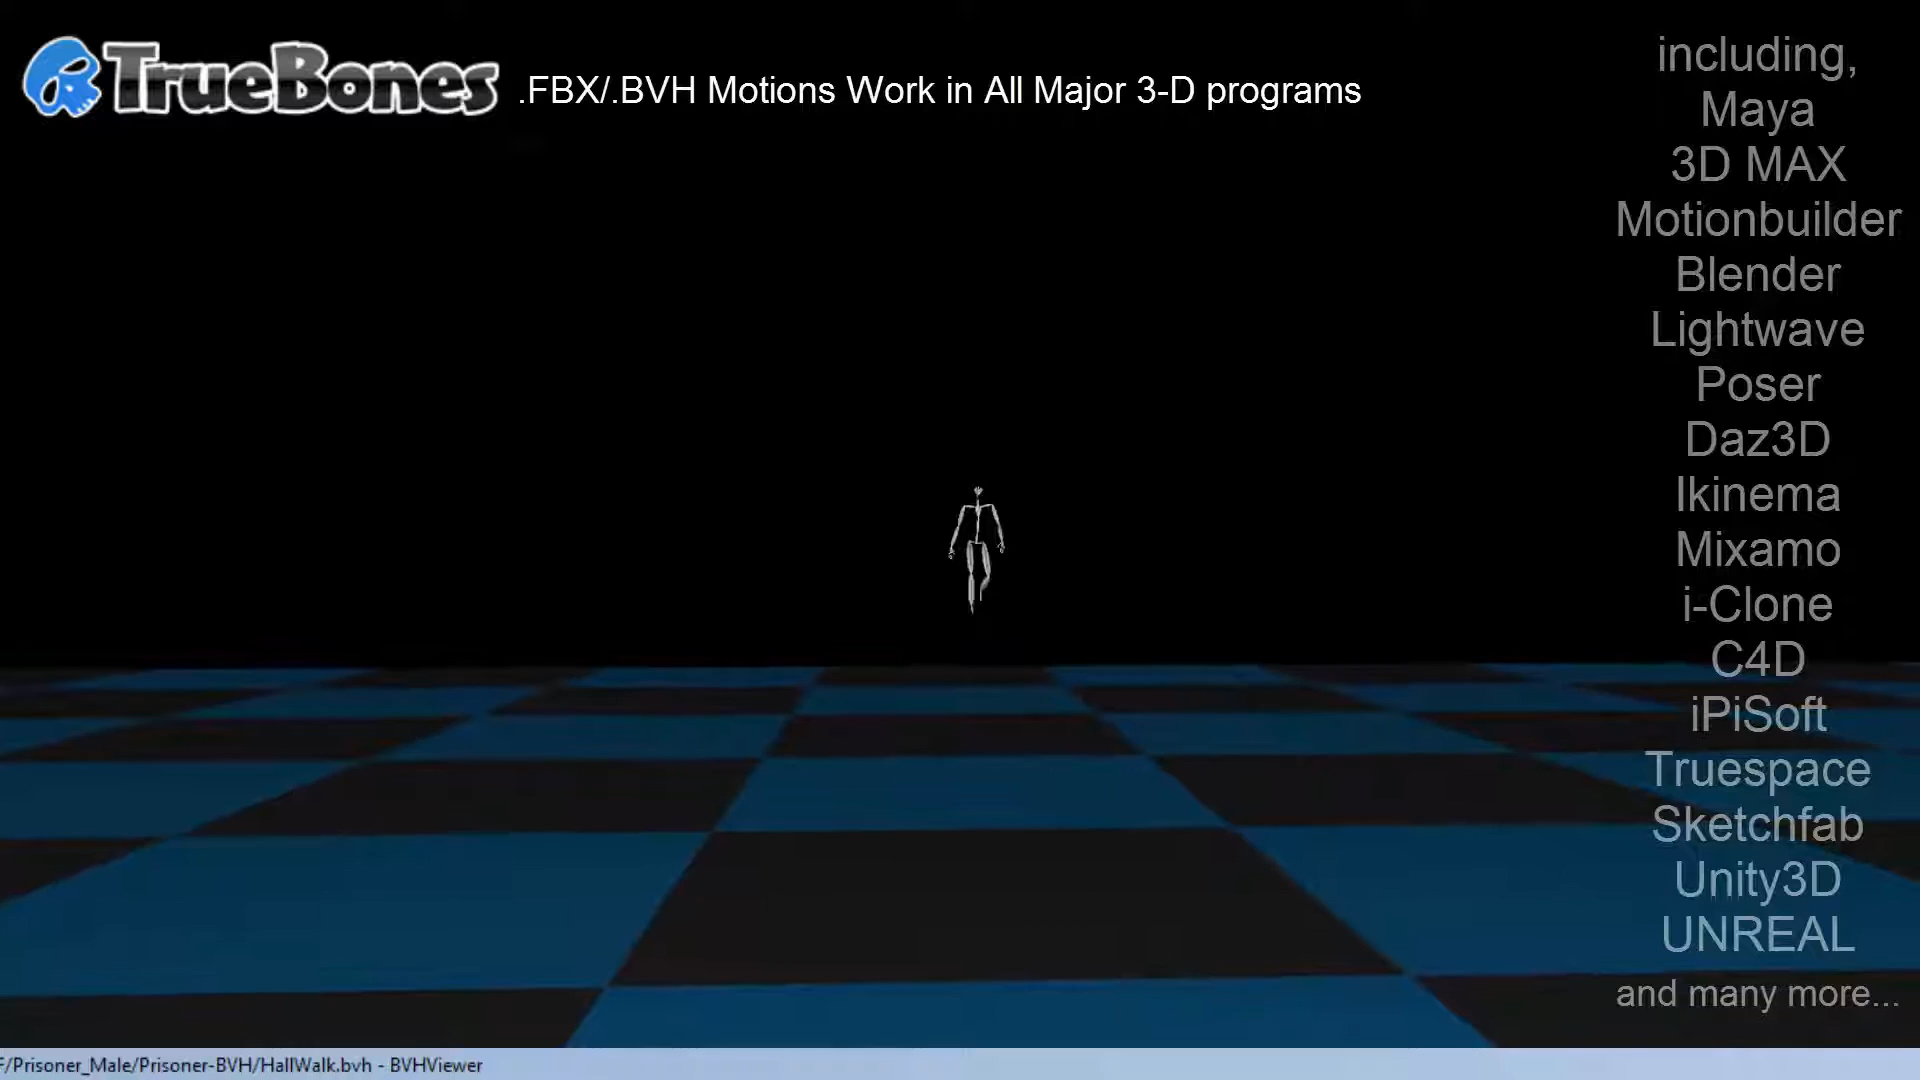 TrueBones
.FBX/.BVH Motions Work in All Major 3-D programs
including,
Maya
3D MAX
Motionbuilder
Blender
Lightwave
Poser
Daz3D
Ikinema
Mixamo
i-Clone
C4D
iPiSoft
Truespace
Sketchfab
Unity3D
UNREAL
and many more...
F/Prisoner_Male/Prisoner-BVH/HallWalk.bvh - BVHViewer